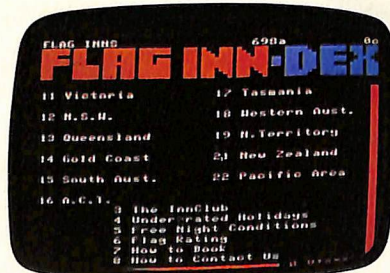 FLAG INNS 698a 0c
FLAG INN-DEX
11 Victoria 17 Tasmania
12 N.S.W. 18 Western Aust.
13 Queensland 19 N.Territory
14 Gold Coast 21 New Zealand
15 South Aust. 22 Pacific Area
16 A.C.T.
3 The InnClub
4 Under-rated Holidays
5 Free Night Conditions
6 Flag Rating
7 How to Book
8 How to Contact Us